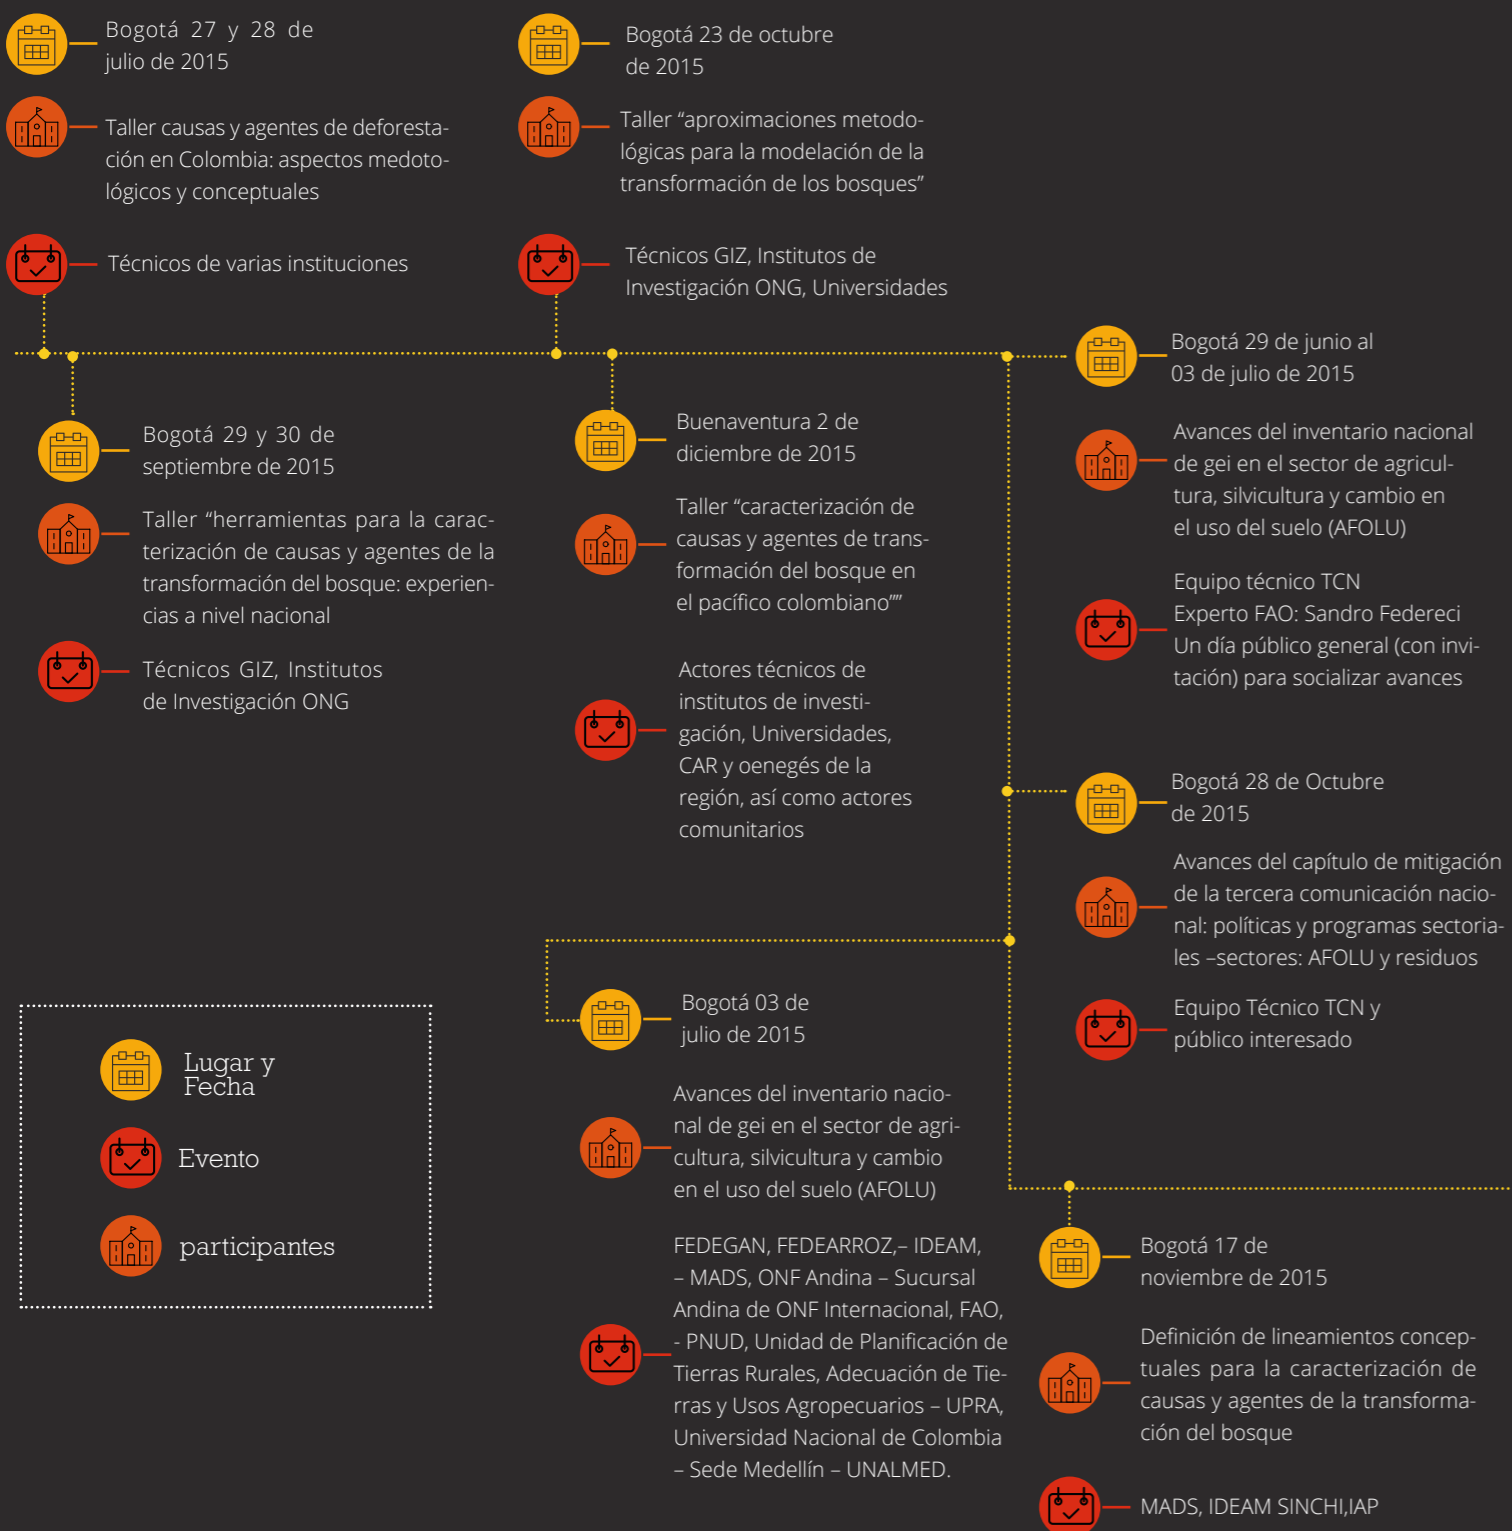 Bogotá 27 y 28 de
julio de 2015
Taller causas y agentes de deforesta-
ción en Colombia: aspectos medoto-
lógicos y conceptuales
Técnicos de varias instituciones
Bogotá 23 de octubre
de 2015
Taller “aproximaciones metodo-
lógicas para la modelación de la
transformación de los bosques”
Técnicos GIZ, Institutos de
Investigación ONG, Universidades
Bogotá 29 y 30 de
septiembre de 2015
Taller “herramientas para la carac-
terización de causas y agentes de la
transformación del bosque: experien-
cias a nivel nacional
Técnicos GIZ, Institutos
de Investigación ONG
Buenaventura 2 de
diciembre de 2015
Taller “caracterización de
causas y agentes de trans-
formación del bosque en
el pacífico colombiano””
Actores técnicos de
institutos de investi-
gación, Universidades,
CAR y oenegés de la
región, así como actores
comunitarios
Bogotá 29 de junio al
03 de julio de 2015
Avances del inventario nacional
de gei en el sector de agricul-
tura, silvicultura y cambio en
el uso del suelo (AFOLU)
Equipo técnico TCN
Experto FAO: Sandro Federeci
Un día público general (con invi-
tación) para socializar avances
Bogotá 28 de Octubre
de 2015
Avances del capítulo de mitigación
de la tercera comunicación nacio-
nal: políticas y programas sectoria-
les –sectores: AFOLU y residuos
Equipo Técnico TCN y
público interesado
Bogotá 03 de
julio de 2015
Avances del inventario nacio-
nal de gei en el sector de agri-
cultura, silvicultura y cambio
en el uso del suelo (AFOLU)
FEDEGAN, FEDEARROZ,– IDEAM,
– MADS, ONF Andina – Sucursal
Andina de ONF Internacional, FAO,
- PNUD, Unidad de Planificación de
Tierras Rurales, Adecuación de Tie-
rras y Usos Agropecuarios – UPRA,
Universidad Nacional de Colombia
– Sede Medellín – UNALMED.
Bogotá 17 de
noviembre de 2015
Definición de lineamientos concep-
tuales para la caracterización de
causas y agentes de la transforma-
ción del bosque
MADS, IDEAM SINCHI,IAP
Lugar y
Fecha
Evento
participantes